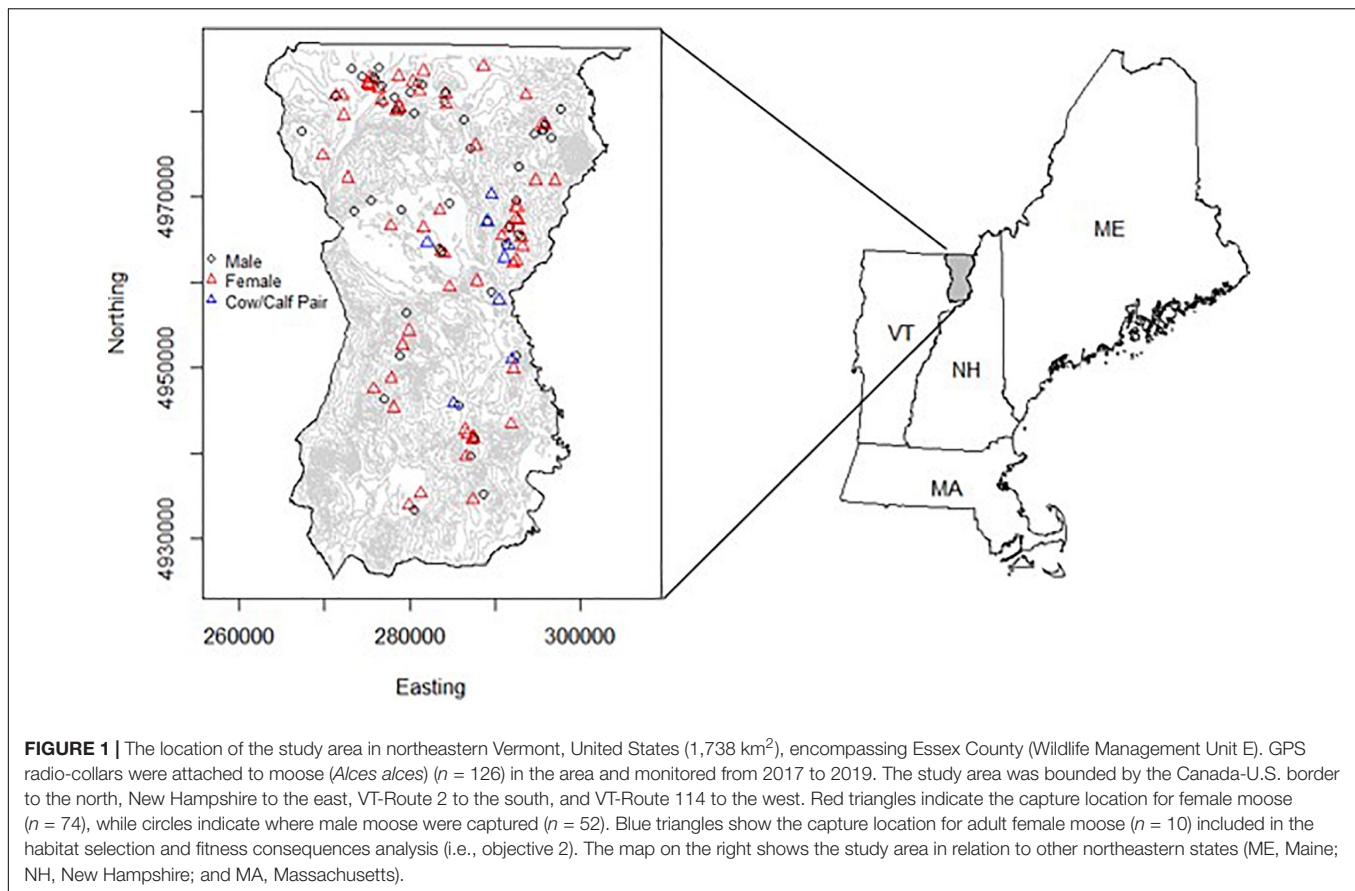 Northing
4970000
4950000
4930000
Male
Female
Cow/Calf Pair
260000
280000
300000
Easting
ME
VT
NH
MA
FIGURE 1 | The location of the study area in northeastern Vermont, United States (1,738 km²), encompassing Essex County (Wildlife Management Unit E). GPS
radio-collars were attached to moose (Alces alces) (n = 126) in the area and monitored from 2017 to 2019. The study area was bounded by the Canada-U.S. border
to the north, New Hampshire to the east, VT-Route 2 to the south, and VT-Route 114 to the west. Red triangles indicate the capture location for female moose
(n = 74), while circles indicate where male moose were captured (n = 52). Blue triangles show the capture location for adult female moose (n = 10) included in the
habitat selection and fitness consequences analysis (i.e., objective 2). The map on the right shows the study area in relation to other northeastern states (ME, Maine;
NH, New Hampshire; and MA, Massachusetts).